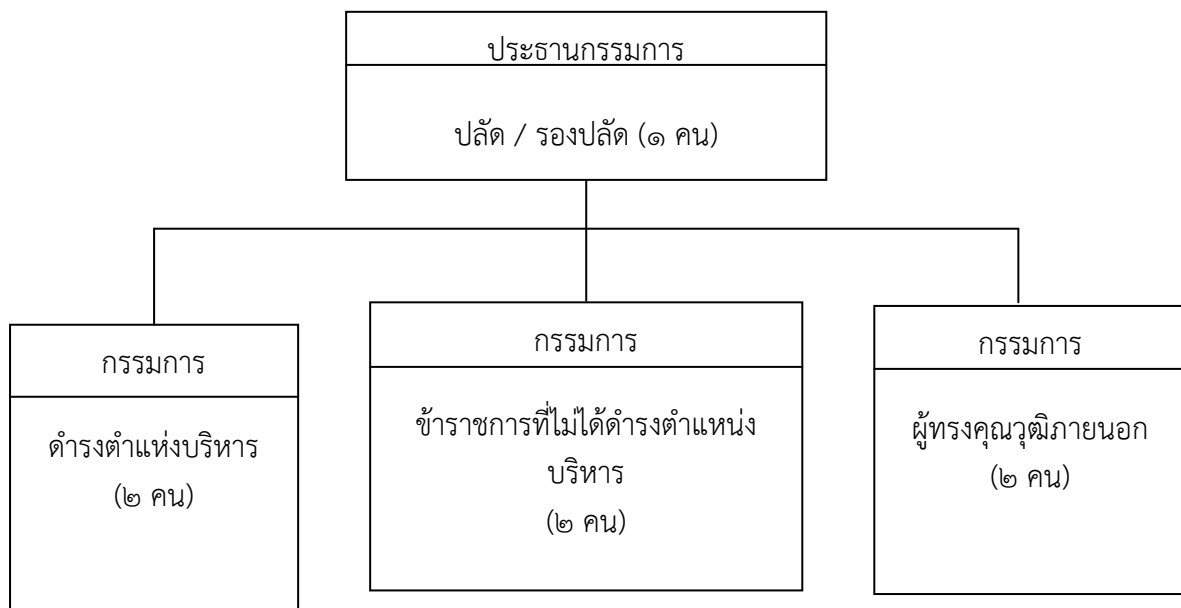 ประธานกรรมการ
ปลัด / รองปลัด (๑ คน)
กรรมการ
ดำรงตำแห่งบริหาร
(๒ คน)
กรรมการ
ข้าราชการที่ไม่ได้ดำรงตำแหน่ง
บริหาร
(๒ คน)
กรรมการ
ผู้ทรงคุณวุฒิภายนอก
(๒ คน)